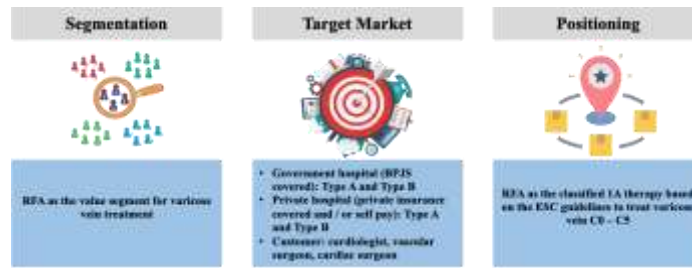 Segmentation
Target Market
Positioning
RFA as the value segment for varicose
vein treatment
• Government hospital (BPJS
covered): Type A and Type B
• Private hospital (private insurance
covered and / or self pay): Type A
and Type B
• Customer: cardiologist, vascular
surgeon, cardiac surgeon
RFA as the classified 1A therapy based
on the ESC guidelines to treat varicose
vein C0 – C5